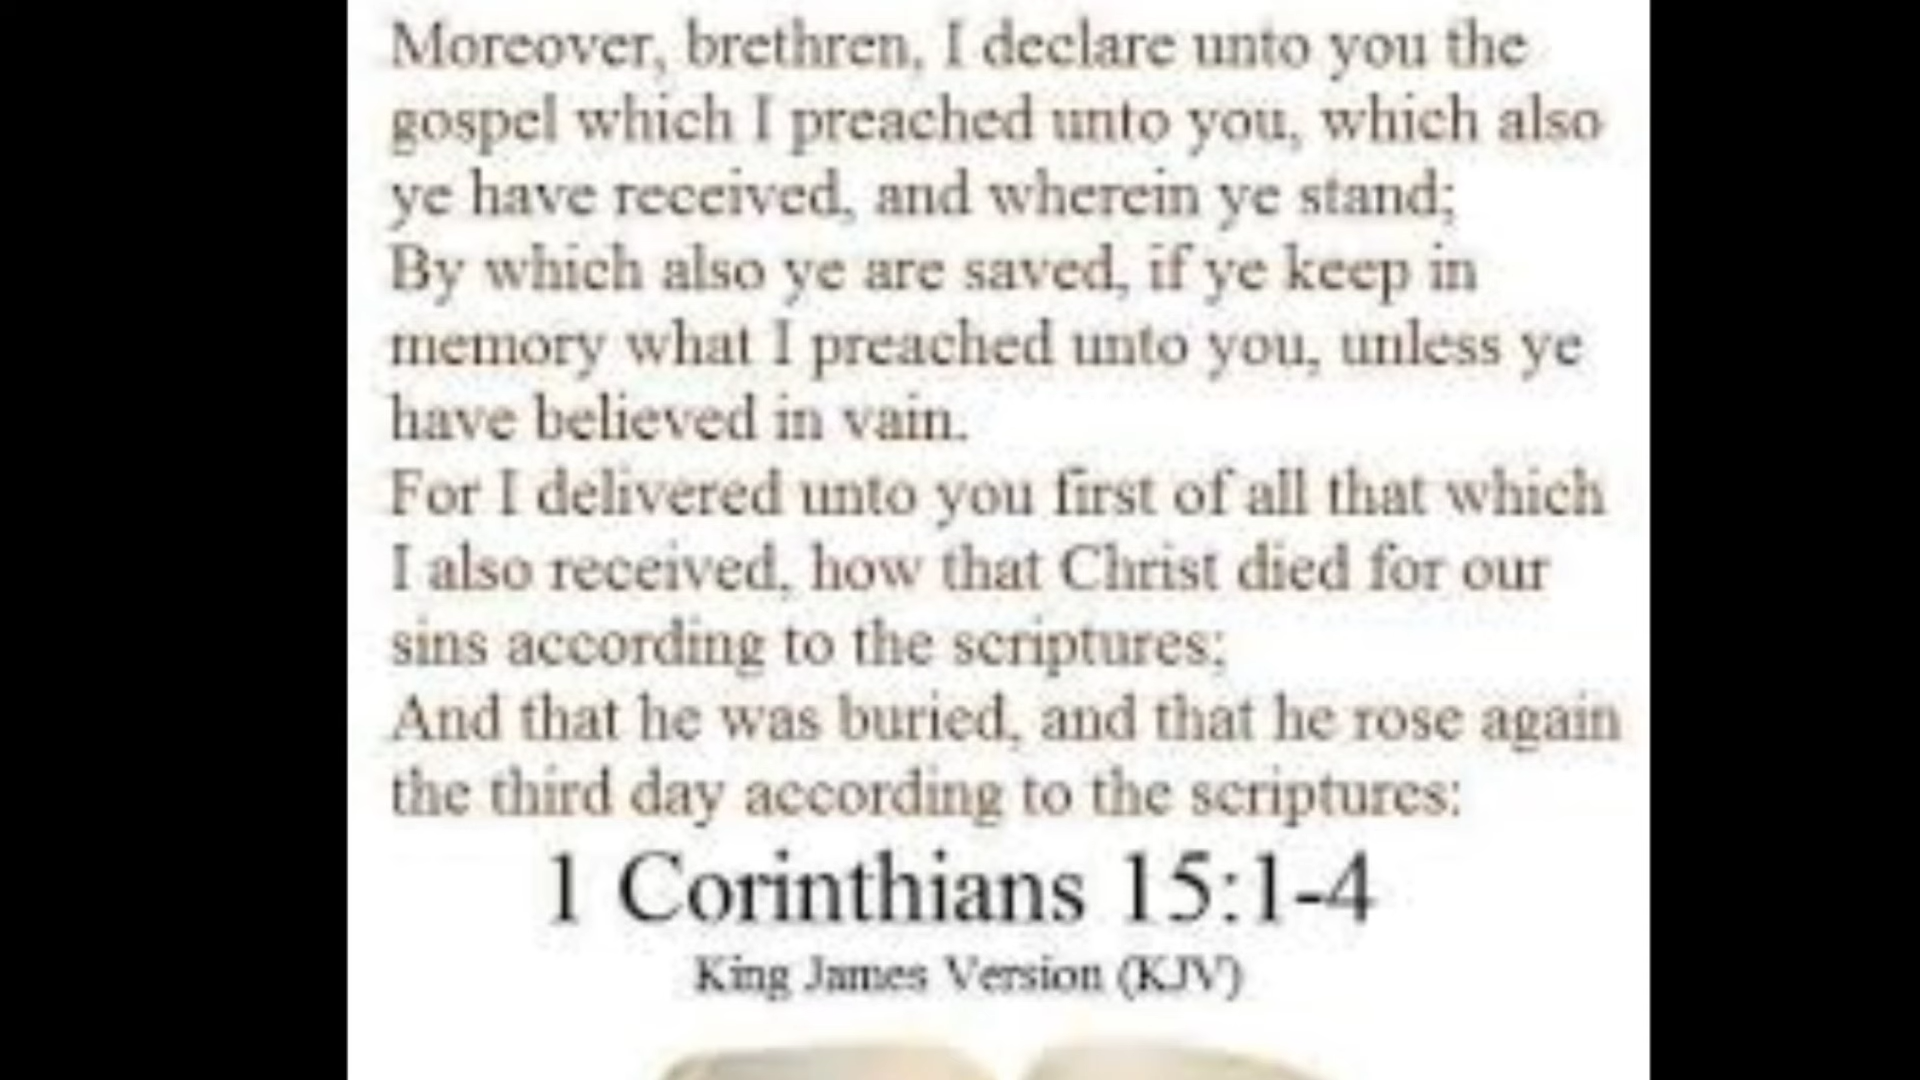 Moreover, brethren, I declare unto you the
gospel which I preached unto you, which also
ye have received, and wherein ye stand;
By which also ye are saved, if ye keep in
memory what I preached unto you, unless ye
have believed in vain.
For I delivered unto you first of all that which
I also received, how that Christ died for our
sins according to the scriptures;
And that he was buried, and that he rose again
the third day according to the scriptures:
1 Corinthians 15:1-4
King James Version (KJV)